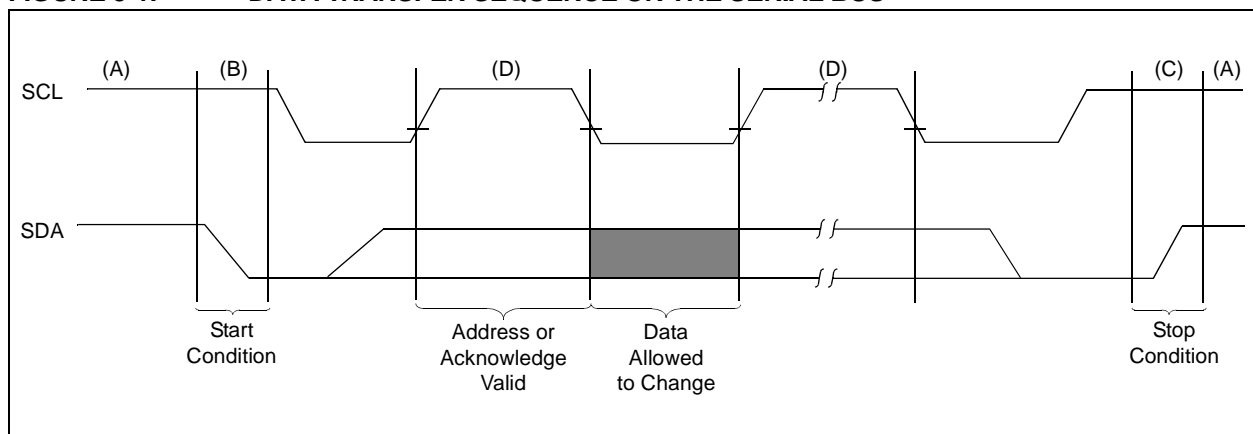 (A) (B) (D) (D) (C) (A)
SCL
SDA
Start
Condition
Address or
Acknowledge
Valid
Data
Allowed
to Change
Stop
Condition